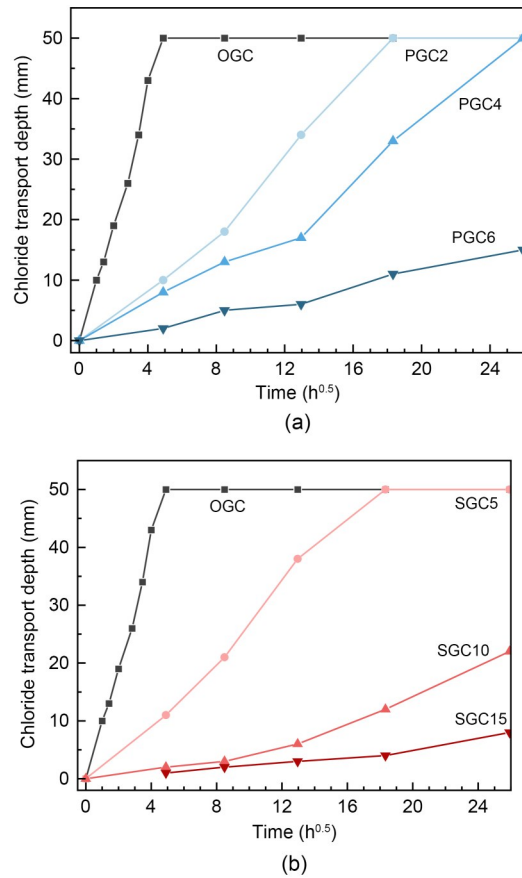 50
OGC
PGC2
PGC4
40
30
20
PGC6
10
0
0 4 8 12 16 20 24
Chloride transport depth (mm)
Time (h^0.5)
(a)
50
OGC
SGC5
40
30
20
SGC10
10
SGC15
0
0 4 8 12 16 20 24
Chloride transport depth (mm)
Time (h^0.5)
(b)